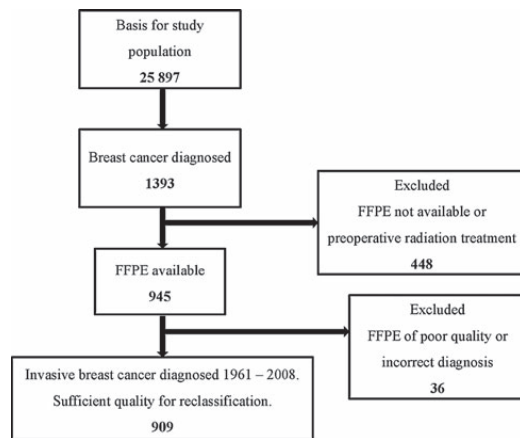 Basis for study
population
25 897
Breast cancer diagnosed
1393
Excluded
FFPE not available or
preoperative radiation treatment
448
FFPE available
945
Excluded
FFPE of poor quality or
incorrect diagnosis
36
Invasive breast cancer diagnosed 1961 – 2008.
Sufficient quality for reclassification.
909